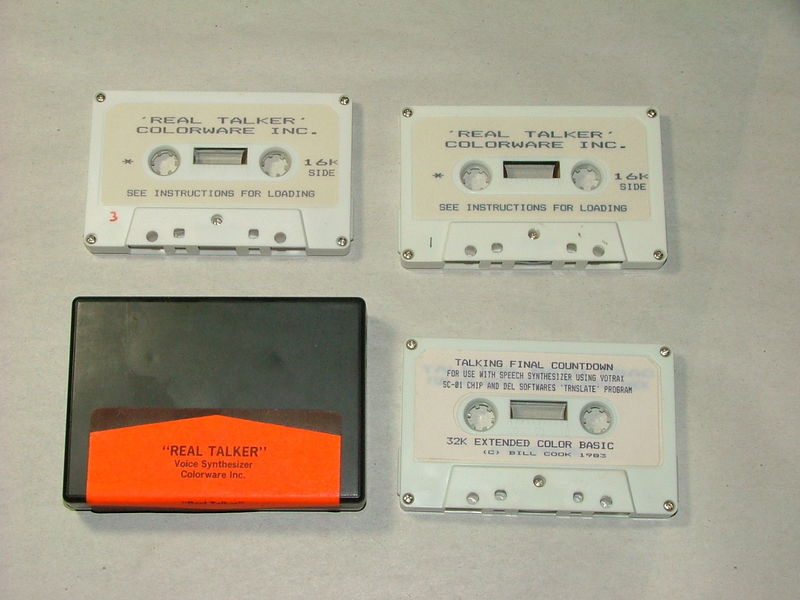 'REAL TALKER'
COLORWARE INC.
* 16K
SIDE
SEE INSTRUCTIONS FOR LOADING
3
'REAL TALKER'
COLORWARE INC.
* 16K
SIDE
SEE INSTRUCTIONS FOR LOADING
1
"REAL TALKER"
Voice Synthesizer
Colorware Inc.
"Real Talker"
TALKING FINAL COUNTDOWN
FOR USE WITH SPEECH SYNTHESIZER USING VOTRAX
SC-01 CHIP AND DEL SOFTWARES 'TRNSLATE' PROGRAM
32K EXTENDED COLOR BASIC
(C) BILL COOK 1983